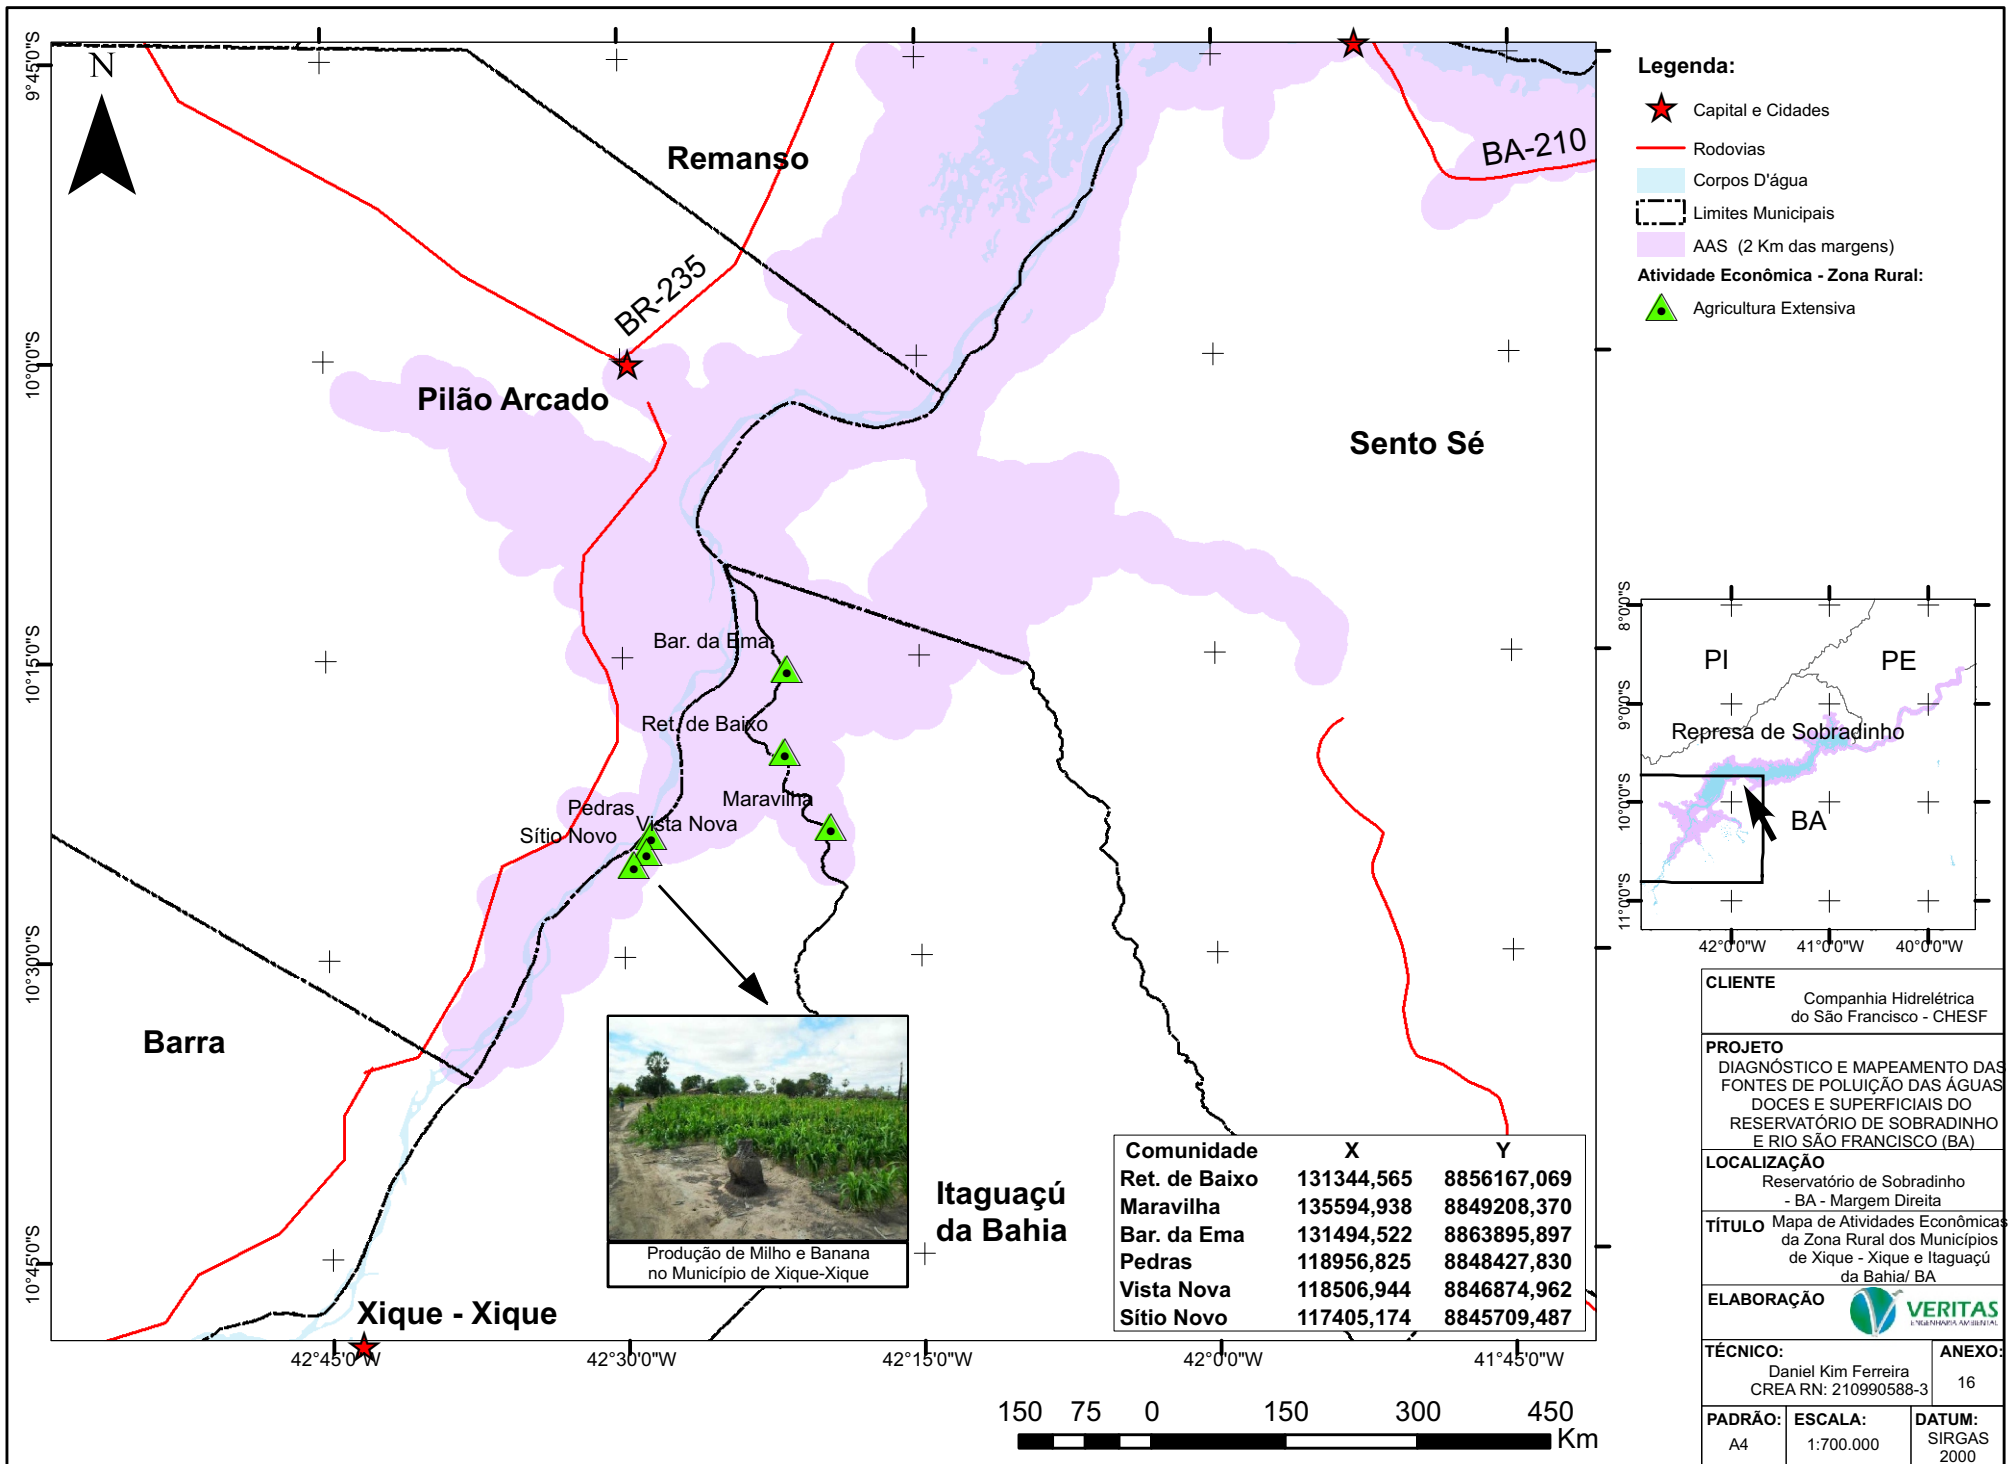 N
9°45'0"S
10°0'0"S
10°15'0"S
10°30'0"S
10°45'0"S
42°45'0"W
42°30'0"W
42°15'0"W
42°0'0"W
41°45'0"W
Remanso
BA-210
BR-235
Pilão Arcado
Sento Sé
Bar. da Ema
Ret. de Baixo
Maravilha
Pedras
Vista Nova
Sítio Novo
Barra
Itaguaçú
da Bahia
Xique - Xique
Produção de Milho e Banana
no Município de Xique-Xique
Comunidade X Y
Ret. de Baixo 131344,565 8856167,069
Maravilha 135594,938 8849208,370
Bar. da Ema 131494,522 8863895,897
Pedras 118956,825 8848427,830
Vista Nova 118506,944 8846874,962
Sítio Novo 117405,174 8845709,487
150 75 0 150 300 450
Km
Legenda:
Capital e Cidades
Rodovias
Corpos D'água
Limites Municipais
AAS (2 Km das margens)
Atividade Econômica - Zona Rural:
Agricultura Extensiva
8°0'0"S
9°0'0"S
10°0'0"S
11°0'0"S
PI
PE
Represa de Sobradinho
BA
42°0'0"W
41°0'0"W
40°0'0"W
CLIENTE
Companhia Hidrelétrica
do São Francisco - CHESF
PROJETO
DIAGNÓSTICO E MAPEAMENTO DAS
FONTES DE POLUIÇÃO DAS ÁGUAS
DOCES E SUPERFICIAIS DO
RESERVATÓRIO DE SOBRADINHO
E RIO SÃO FRANCISCO (BA)
LOCALIZAÇÃO
Reservatório de Sobradinho
- BA - Margem Direita
TÍTULO Mapa de Atividades Econômicas
da Zona Rural dos Municípios
de Xique - Xique e Itaguaçú
da Bahia/ BA
ELABORAÇÃO
VERITAS
ENGENHARIA AMBIENTAL
TÉCNICO:
Daniel Kim Ferreira
CREA RN: 210990588-3
ANEXO:
16
PADRÃO:
A4
ESCALA:
1:700.000
DATUM:
SIRGAS
2000